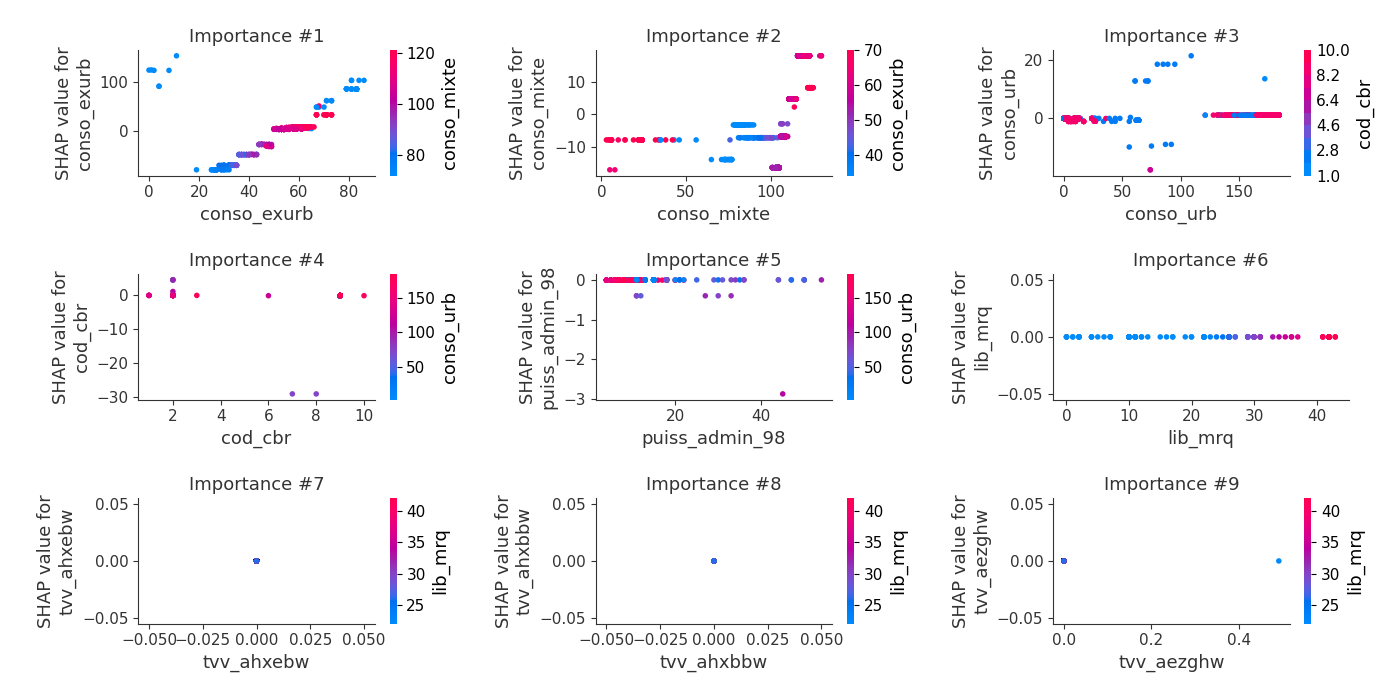 Importance #1
SHAP value for
conso_exurb
100
0
0
20
40
60
80
conso_exurb
120
100
80
conso_mixte
Importance #2
SHAP value for
conso_mixte
10
0
−10
0
50
100
conso_mixte
70
60
50
40
conso_exurb
Importance #3
SHAP value for
conso_urb
20
0
0
50
100
150
conso_urb
10.0
8.2
6.4
4.6
2.8
1.0
cod_cbr
Importance #4
SHAP value for
cod_cbr
0
−10
−20
−30
2
4
6
8
10
cod_cbr
150
100
50
conso_urb
Importance #5
SHAP value for
puiss_admin_98
0
−1
−2
−3
20
40
puiss_admin_98
150
100
50
conso_urb
Importance #6
SHAP value for
lib_mrq
0.05
0.00
−0.05
0
10
20
30
40
lib_mrq
Importance #7
SHAP value for
tvv_ahxebw
0.05
0.00
−0.05
−0.050
−0.025
0.000
0.025
0.050
tvv_ahxebw
40
35
30
25
lib_mrq
Importance #8
SHAP value for
tvv_ahxbbw
0.05
0.00
−0.05
−0.050
−0.025
0.000
0.025
0.050
tvv_ahxbbw
40
35
30
25
lib_mrq
Importance #9
SHAP value for
tvv_aezghw
0.05
0.00
−0.05
0.0
0.2
0.4
tvv_aezghw
40
35
30
25
lib_mrq